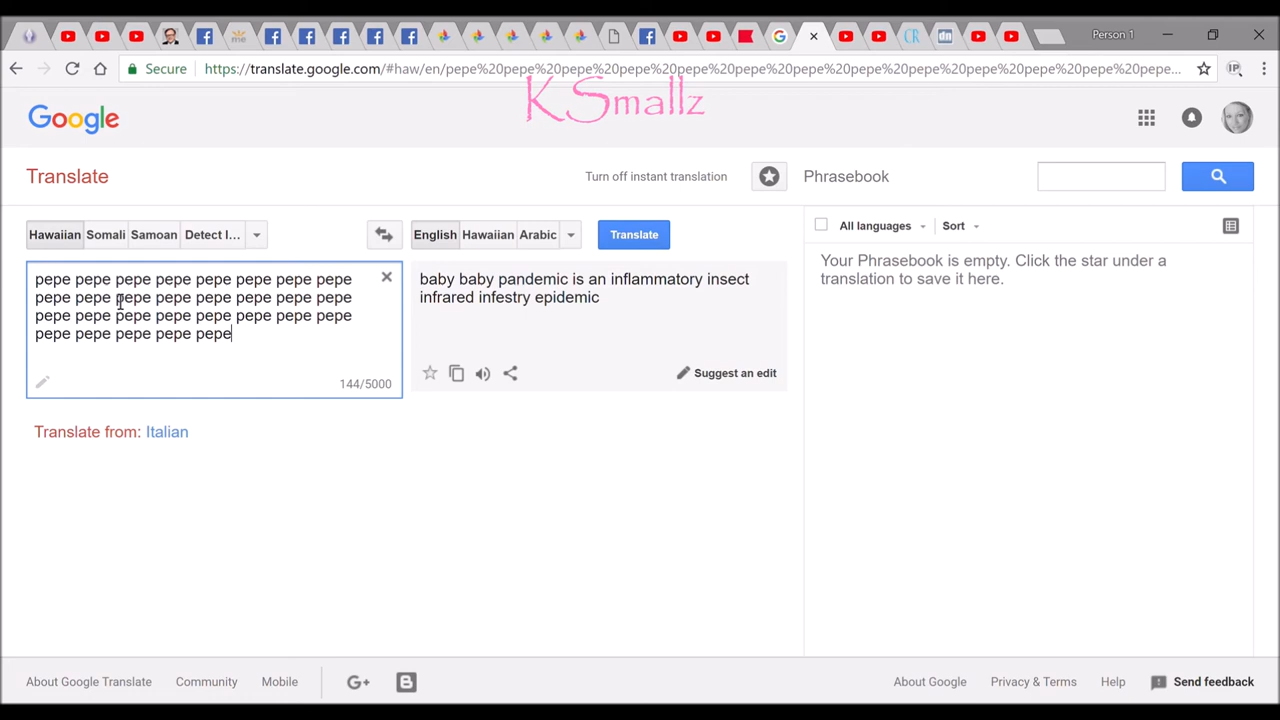 Person 1
Secure
https://translate.google.com/#haw/en/pepe%20pepe%20pepe%20pepe%20pepe%20pepe%20pepe%20pepe%20pepe%20pepe%20pepe%20pepe%20pepe%20pepe...
KSmallz
Google
Translate
Turn off instant translation
Phrasebook
Hawaiian Somali Samoan Detect l...
English Hawaiian Arabic
Translate
All languages Sort
pepe pepe pepe pepe pepe pepe pepe pepe
pepe pepe pepe pepe pepe pepe pepe pepe
pepe pepe pepe pepe pepe pepe pepe pepe
pepe pepe pepe pepe pepe
144/5000
baby baby pandemic is an inflammatory insect
infrared infestry epidemic
Suggest an edit
Your Phrasebook is empty. Click the star under a
translation to save it here.
Translate from: Italian
About Google Translate Community Mobile G+
About Google Privacy & Terms Help Send feedback